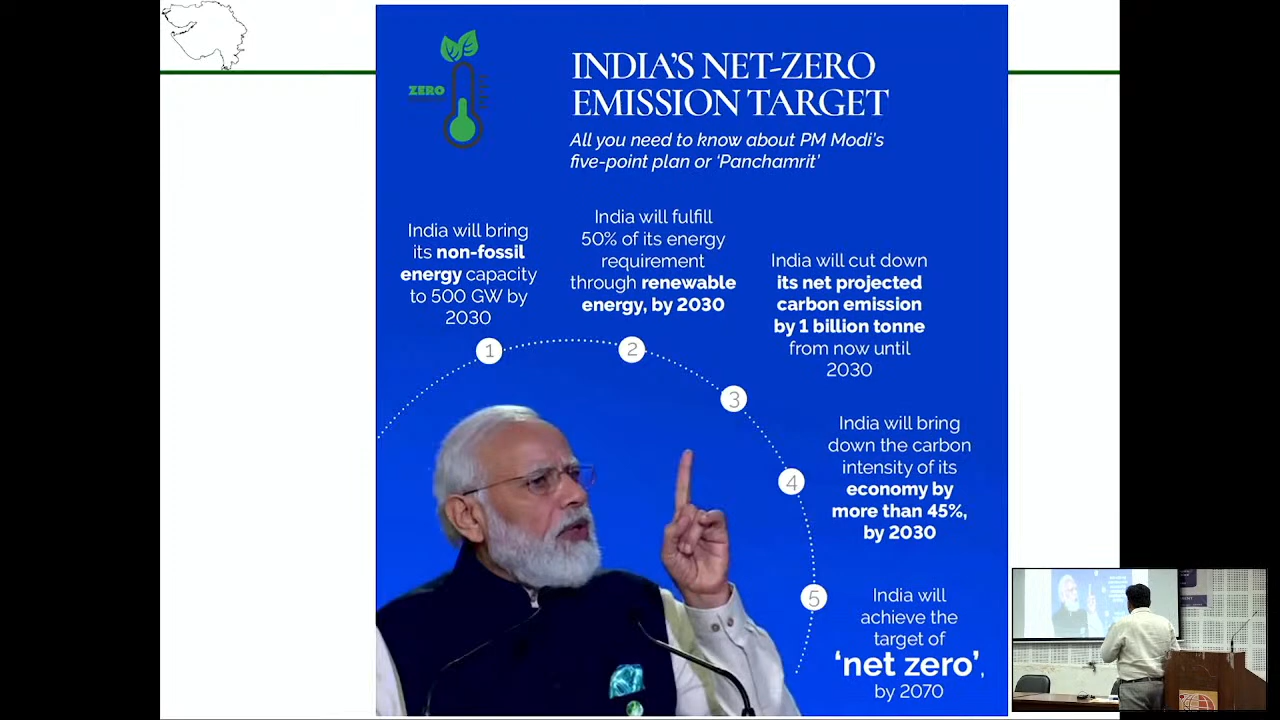 ZERO
INDIA'S NET-ZERO
EMISSION TARGET
All you need to know about PM Modi's
five-point plan or 'Panchamrit'
India will bring
its non-fossil
energy capacity
to 500 GW by
2030
1
India will fulfill
50% of its energy
requirement
through renewable
energy, by 2030
2
India will cut down
its net projected
carbon emission
by 1 billion tonne
from now until
2030
3
India will bring
down the carbon
intensity of its
economy by
more than 45%,
by 2030
4
India will
achieve the
target of
'net zero',
by 2070
5